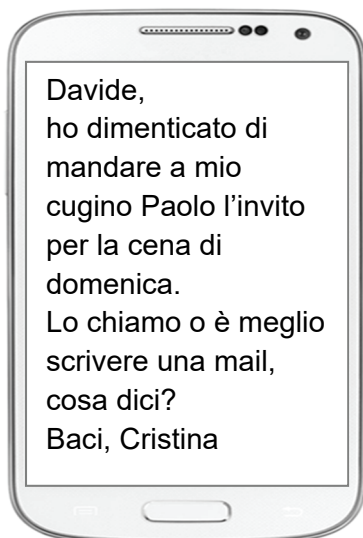 Davide,
ho dimenticato di
mandare a mio
cugino Paolo l’invito
per la cena di
domenica.
Lo chiamo o è meglio
scrivere una mail,
cosa dici?
Baci, Cristina